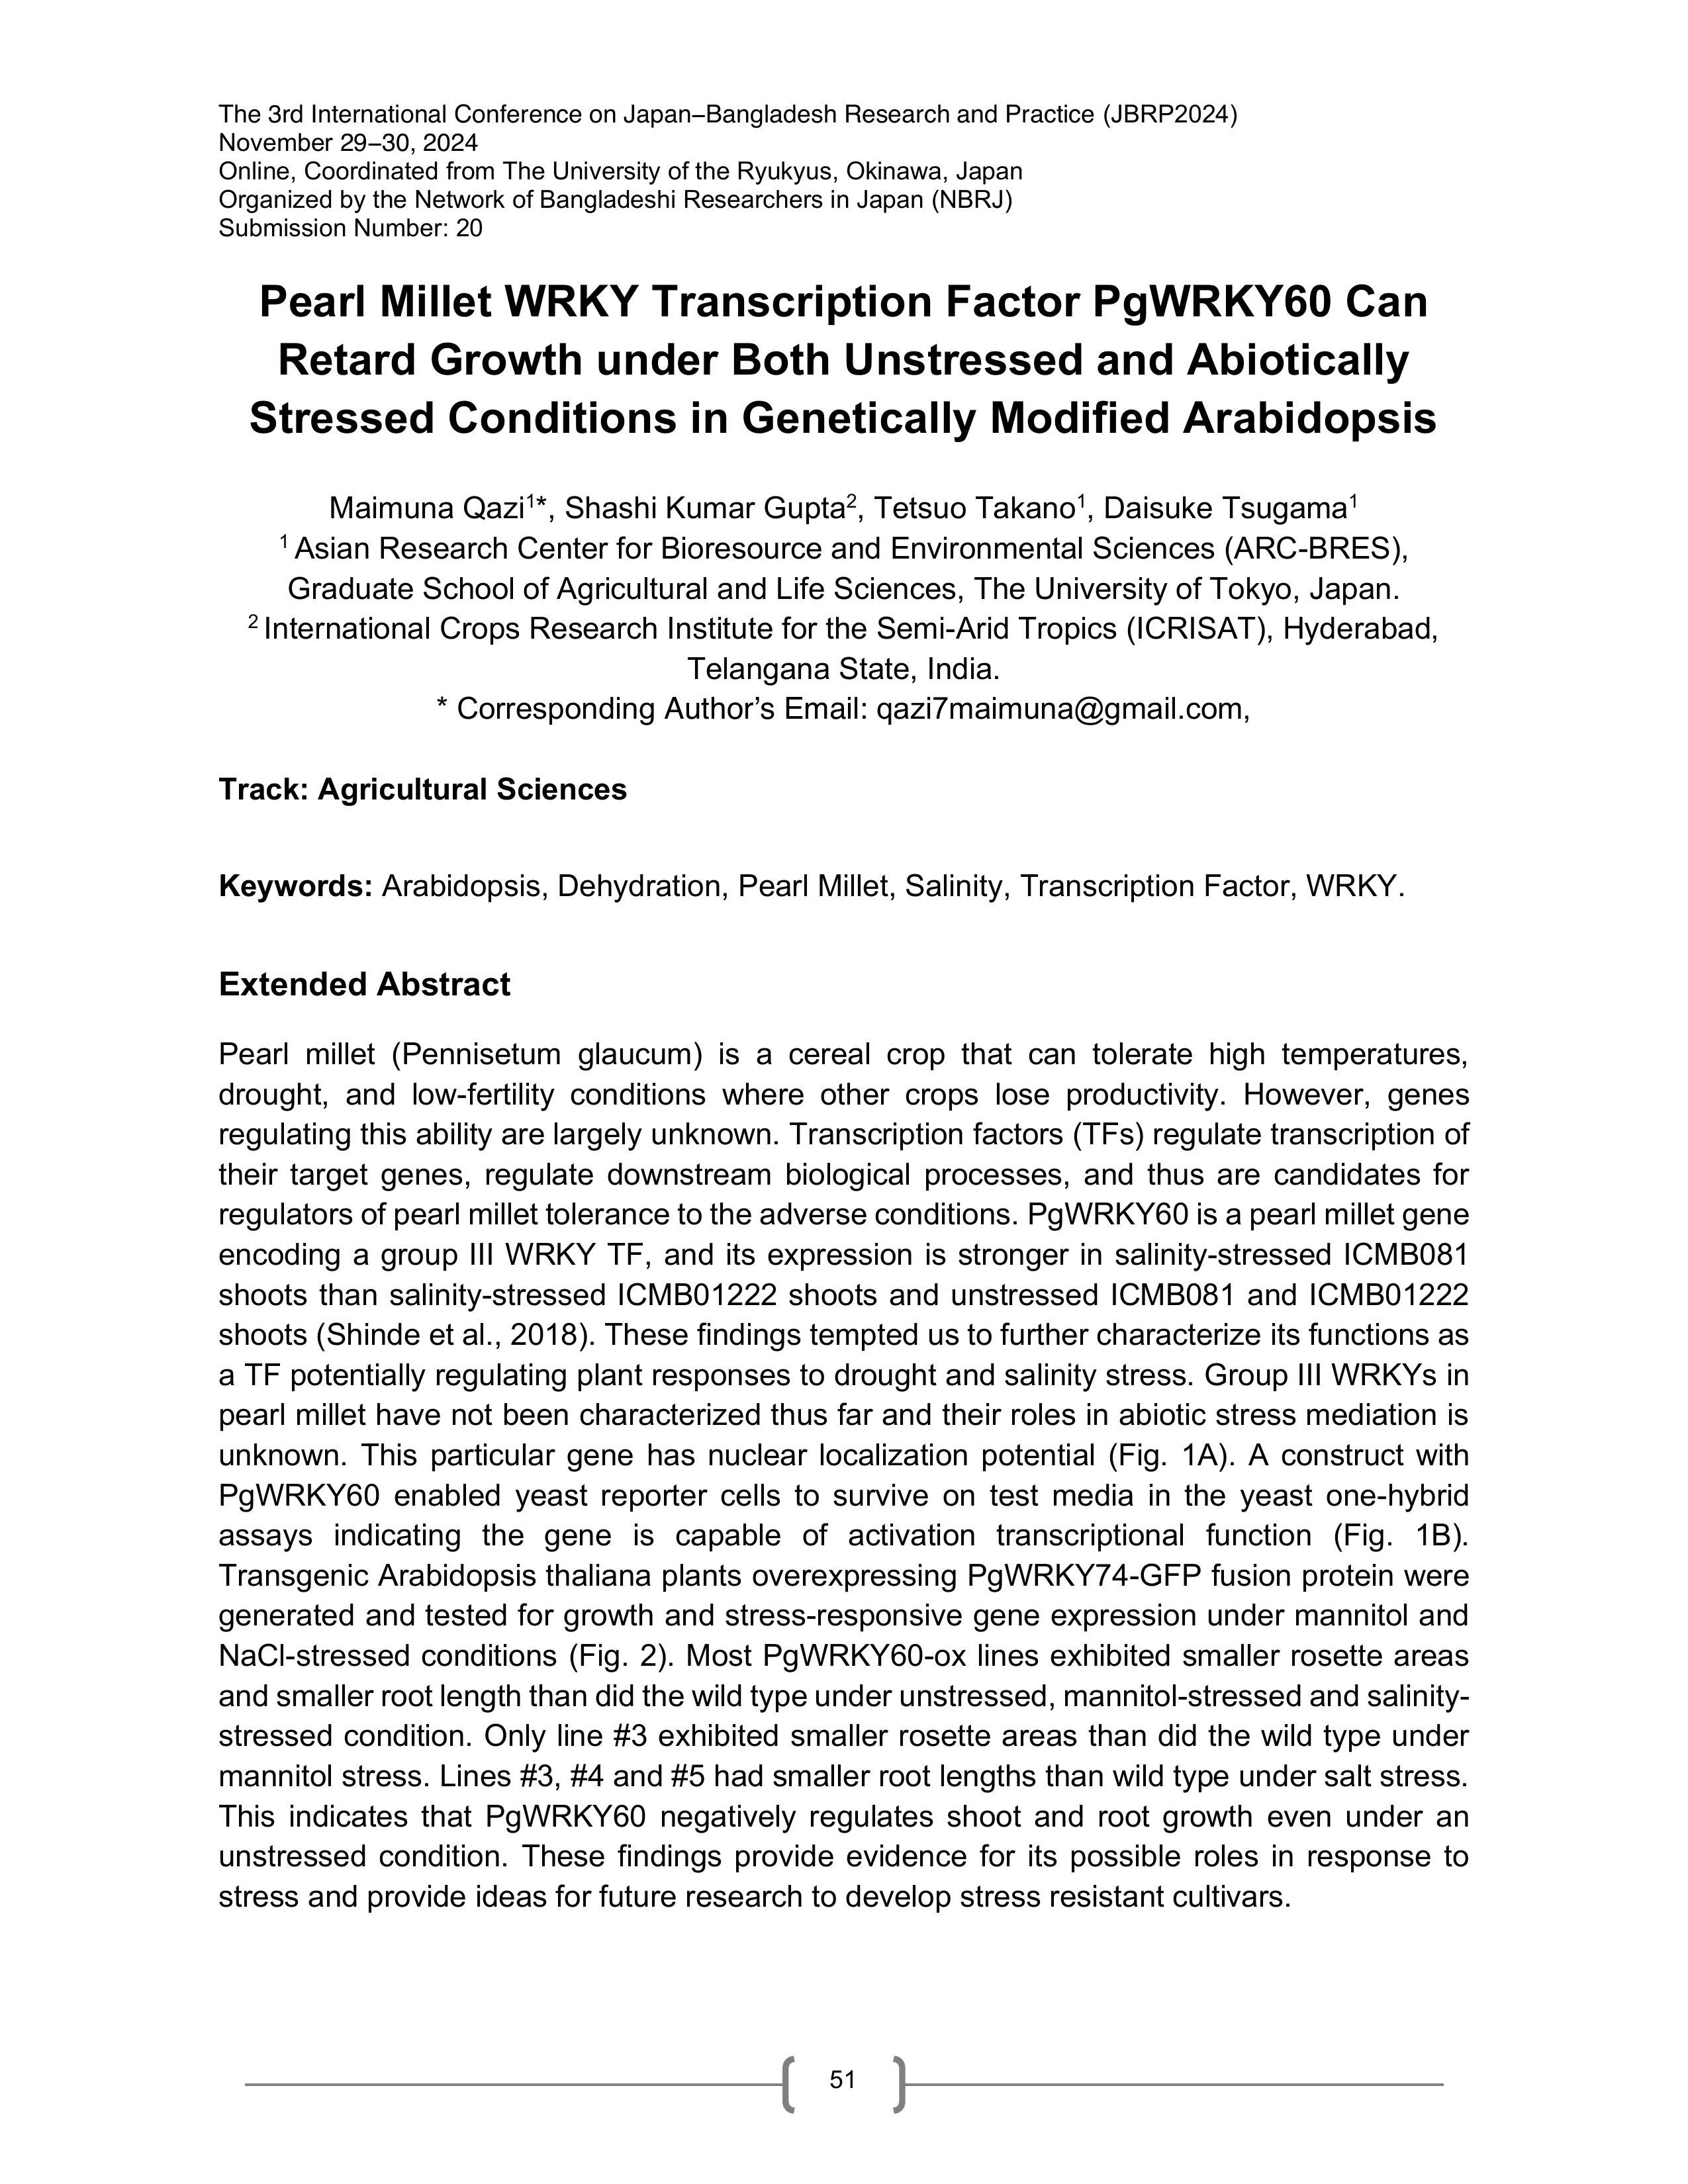 The 3rd International Conference on Japan–Bangladesh Research and Practice (JBRP2024)
November 29–30, 2024
Online, Coordinated from The University of the Ryukyus, Okinawa, Japan
Organized by the Network of Bangladeshi Researchers in Japan (NBRJ)
Submission Number: 20
Pearl Millet WRKY Transcription Factor PgWRKY60 Can
Retard Growth under Both Unstressed and Abiotically
Stressed Conditions in Genetically Modified Arabidopsis
Maimuna Qazi1*, Shashi Kumar Gupta2, Tetsuo Takano1, Daisuke Tsugama1
1 Asian Research Center for Bioresource and Environmental Sciences (ARC-BRES),
Graduate School of Agricultural and Life Sciences, The University of Tokyo, Japan.
2 International Crops Research Institute for the Semi-Arid Tropics (ICRISAT), Hyderabad,
Telangana State, India.
* Corresponding Author’s Email: qazi7maimuna@gmail.com,
Track: Agricultural Sciences
Keywords: Arabidopsis, Dehydration, Pearl Millet, Salinity, Transcription Factor, WRKY.
Extended Abstract
Pearl millet (Pennisetum glaucum) is a cereal crop that can tolerate high temperatures,
drought, and low-fertility conditions where other crops lose productivity. However, genes
regulating this ability are largely unknown. Transcription factors (TFs) regulate transcription of
their target genes, regulate downstream biological processes, and thus are candidates for
regulators of pearl millet tolerance to the adverse conditions. PgWRKY60 is a pearl millet gene
encoding a group III WRKY TF, and its expression is stronger in salinity-stressed ICMB081
shoots than salinity-stressed ICMB01222 shoots and unstressed ICMB081 and ICMB01222
shoots (Shinde et al., 2018). These findings tempted us to further characterize its functions as
a TF potentially regulating plant responses to drought and salinity stress. Group III WRKYs in
pearl millet have not been characterized thus far and their roles in abiotic stress mediation is
unknown. This particular gene has nuclear localization potential (Fig. 1A). A construct with
PgWRKY60 enabled yeast reporter cells to survive on test media in the yeast one-hybrid
assays indicating the gene is capable of activation transcriptional function (Fig. 1B).
Transgenic Arabidopsis thaliana plants overexpressing PgWRKY74-GFP fusion protein were
generated and tested for growth and stress-responsive gene expression under mannitol and
NaCl-stressed conditions (Fig. 2). Most PgWRKY60-ox lines exhibited smaller rosette areas
and smaller root length than did the wild type under unstressed, mannitol-stressed and salinity-
stressed condition. Only line #3 exhibited smaller rosette areas than did the wild type under
mannitol stress. Lines #3, #4 and #5 had smaller root lengths than wild type under salt stress.
This indicates that PgWRKY60 negatively regulates shoot and root growth even under an
unstressed condition. These findings provide evidence for its possible roles in response to
stress and provide ideas for future research to develop stress resistant cultivars.
51